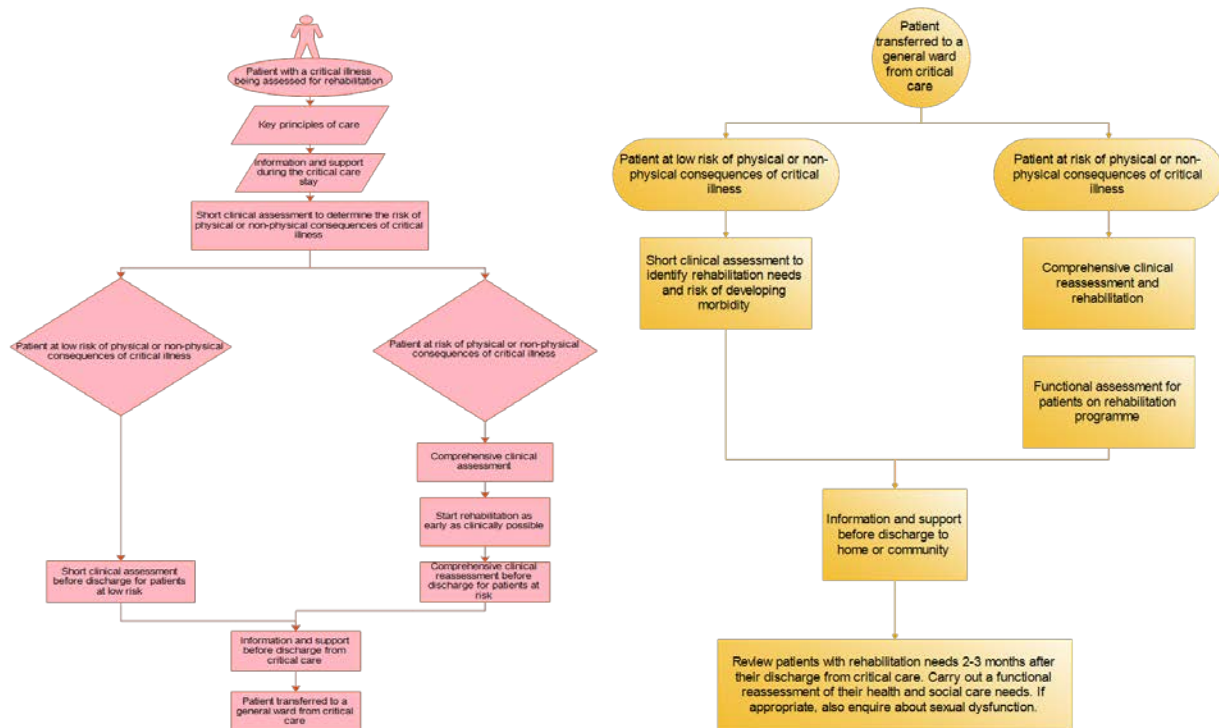 Patient with a critical illness
being assessed for rehabilitation
Key principles of care
Information and support
during the critical care
stay
Short clinical assessment to determine the risk of
physical or non-physical consequences of critical
illness
Patient at low risk of physical or non-physical
consequences of critical illness
Patient at risk of physical or non-physical
consequences of critical illness
Comprehensive clinical
assessment
Start rehabilitation as
early as clinically possible
Short clinical assessment
before discharge for patients
at low risk
Comprehensive clinical
reassessment before
discharge for patients at
risk
Information and support
before discharge from
critical care
Patient transferred to a
general ward from critical
care
Patient
transferred to a
general ward
from critical
care
Patient at low risk of physical or non-
physical consequences of critical
illness
Patient at risk of physical or non-
physical consequences of critical
illness
Short clinical assessment to
identify rehabilitation needs
and risk of developing
morbidity
Comprehensive clinical
reassessment and
rehabilitation
Functional assessment for
patients on rehabilitation
programme
Information and support
before discharge to
home or community
Review patients with rehabilitation needs 2-3 months after
their discharge from critical care. Carry out a functional
reassessment of their health and social care needs. If
appropriate, also enquire about sexual dysfunction.